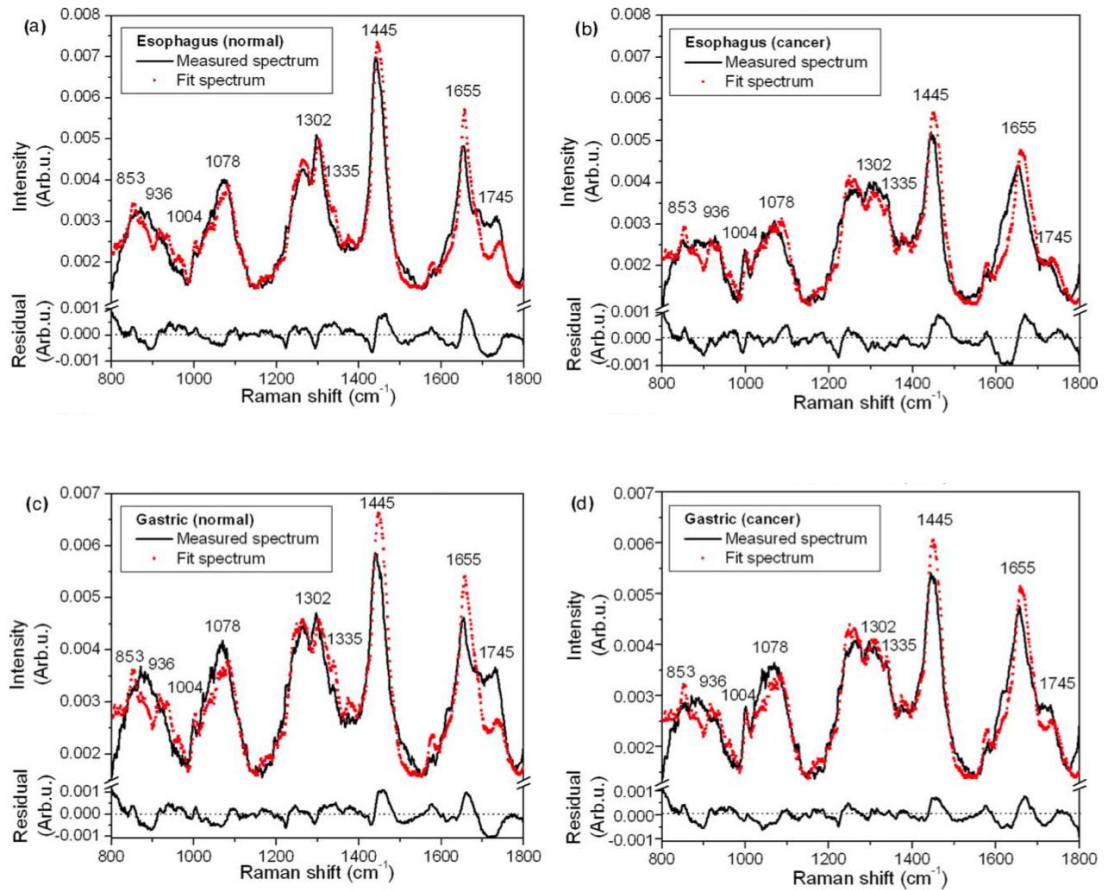 (a)
0.008
0.007
0.006
0.005
0.004
0.003
0.002
0.001
0.000
-0.001
Intensity
(Arb.u.)
Residual
(Arb.u.)
Esophagus (normal)
Measured spectrum
Fit spectrum
853
936
1004
1078
1302
1335
1445
1655
1745
800 1000 1200 1400 1600 1800
Raman shift (cm⁻¹)
(b)
0.008
0.007
0.006
0.005
0.004
0.003
0.002
0.001
0.000
-0.001
Intensity
(Arb.u.)
Residual
(Arb.u.)
Esophagus (cancer)
Measured spectrum
Fit spectrum
853
936
1004
1078
1302
1335
1445
1655
1745
800 1000 1200 1400 1600 1800
Raman shift (cm⁻¹)
(c)
0.007
0.006
0.005
0.004
0.003
0.002
0.001
0.000
-0.001
Intensity
(Arb.u.)
Residual
(Arb.u.)
Gastric (normal)
Measured spectrum
Fit spectrum
853
936
1004
1078
1302
1335
1445
1655
1745
800 1000 1200 1400 1600 1800
Raman shift (cm⁻¹)
(d)
0.007
0.006
0.005
0.004
0.003
0.002
0.001
0.000
-0.001
Intensity
(Arb.u.)
Residual
(Arb.u.)
Gastric (cancer)
Measured spectrum
Fit spectrum
853
936
1004
1078
1302
1335
1445
1655
1745
800 1000 1200 1400 1600 1800
Raman shift (cm⁻¹)